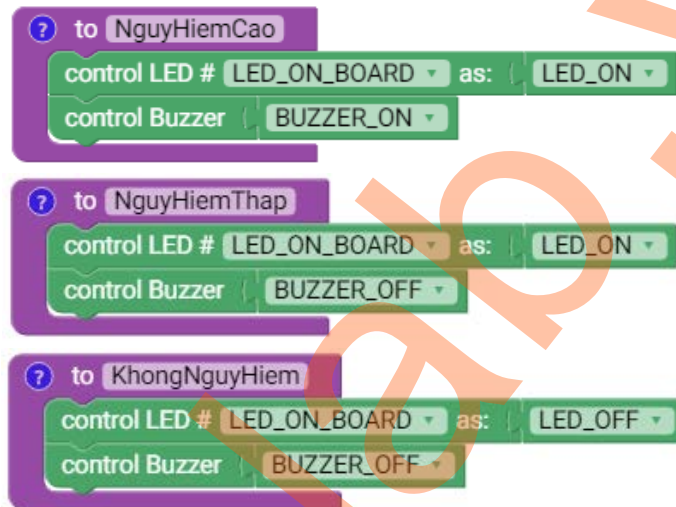 ? to NguyHiemCao
control LED # LED_ON_BOARD as: LED_ON
control Buzzer BUZZER_ON
? to NguyHiemThap
control LED # LED_ON_BOARD as: LED_ON
control Buzzer BUZZER_OFF
? to KhongNguyHiem
control LED # LED_ON_BOARD as: LED_OFF
control Buzzer BUZZER_OFF